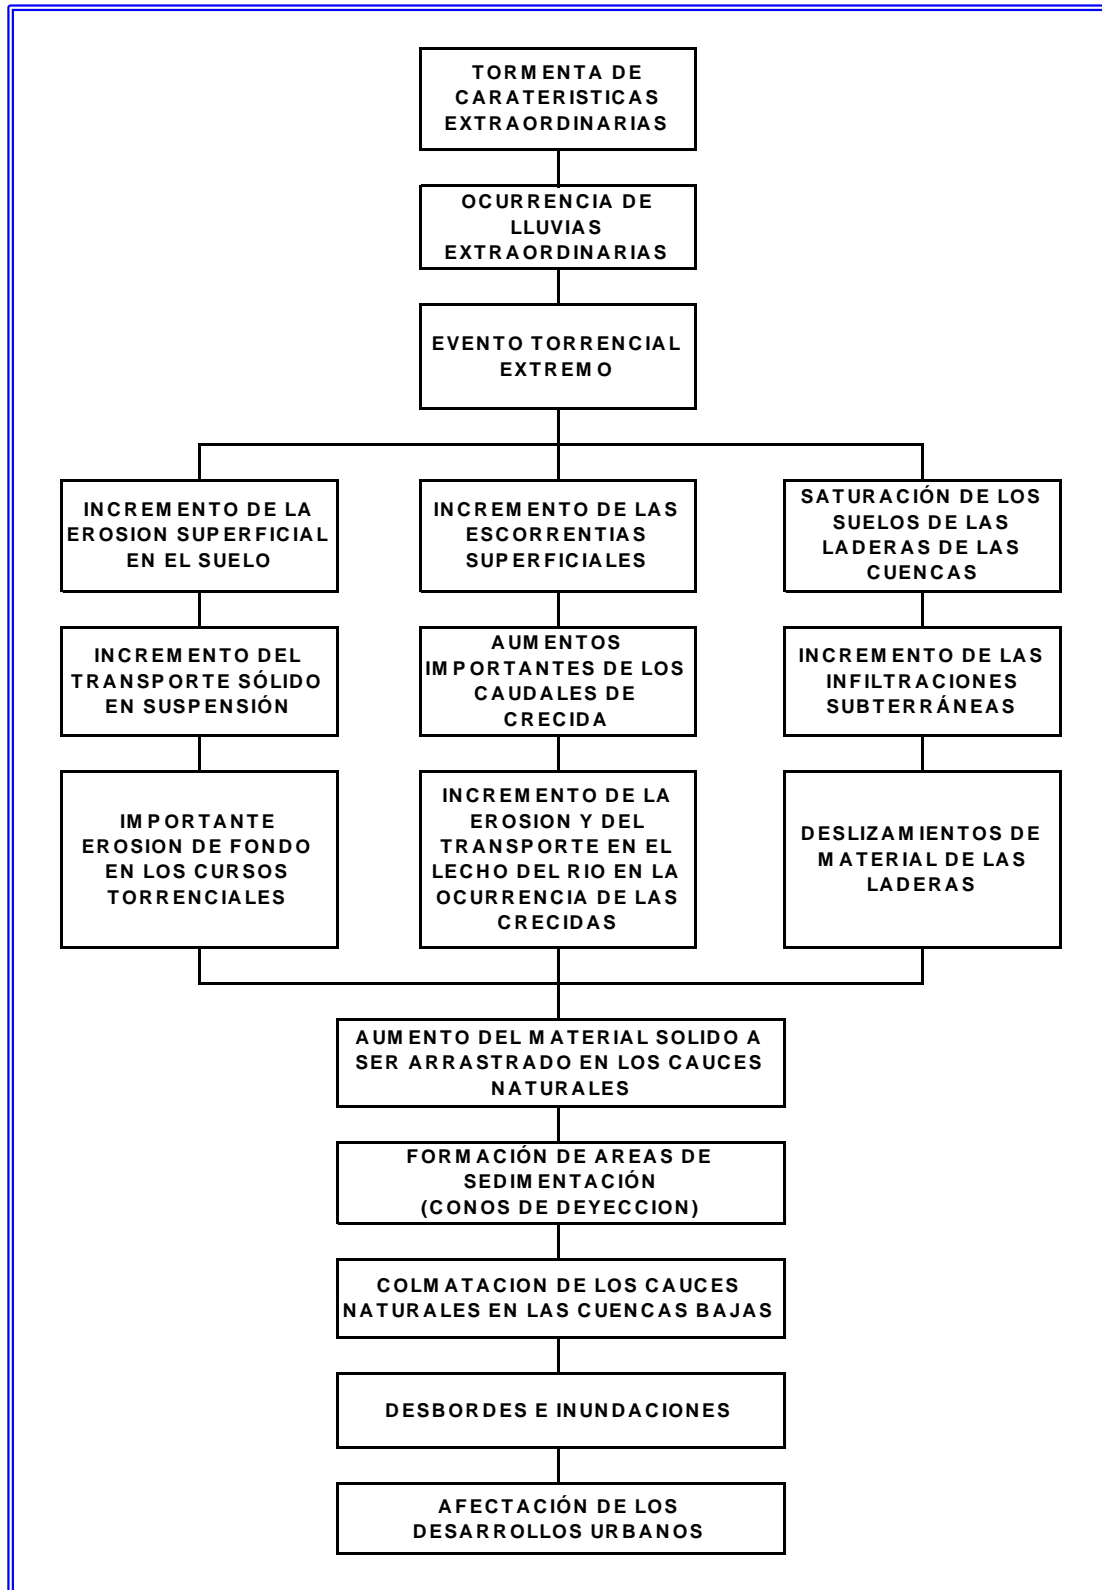 TORMENTA DE
CARATERISTICAS
EXTRAORDINARIAS
OCURRENCIA DE
LLUVIAS
EXTRAORDINARIAS
EVENTO TORRENCIAL
EXTREMO
INCREMENTO DE LA
EROSION SUPERFICIAL
EN EL SUELO
INCREMENTO DE LAS
ESCORRENTIAS
SUPERFICIALES
SATURACIÓN DE LOS
SUELOS DE LAS
LADERAS DE LAS
CUENCAS
INCREMENTO DEL
TRANSPORTE SÓLIDO
EN SUSPENSIÓN
AUMENTOS
IMPORTANTES DE LOS
CAUDALES DE
CRECIDA
INCREMENTO DE LAS
INFILTRACIONES
SUBTERRÁNEAS
IMPORTANTE
EROSION DE FONDO
EN LOS CURSOS
TORRENCIALES
INCREMENTO DE LA
EROSION Y DEL
TRANSPORTE EN EL
LECHO DEL RIO EN LA
OCURRENCIA DE LAS
CRECIDAS
DESLIZAMIENTOS DE
MATERIAL DE LAS
LADERAS
AUMENTO DEL MATERIAL SOLIDO A
SER ARRASTRADO EN LOS CAUCES
NATURALES
FORMACIÓN DE AREAS DE
SEDIMENTACIÓN
(CONOS DE DEYECCION)
COLMATACION DE LOS CAUCES
NATURALES EN LAS CUENCAS BAJAS
DESBORDES E INUNDACIONES
AFECTACIÓN DE LOS
DESARROLLOS URBANOS